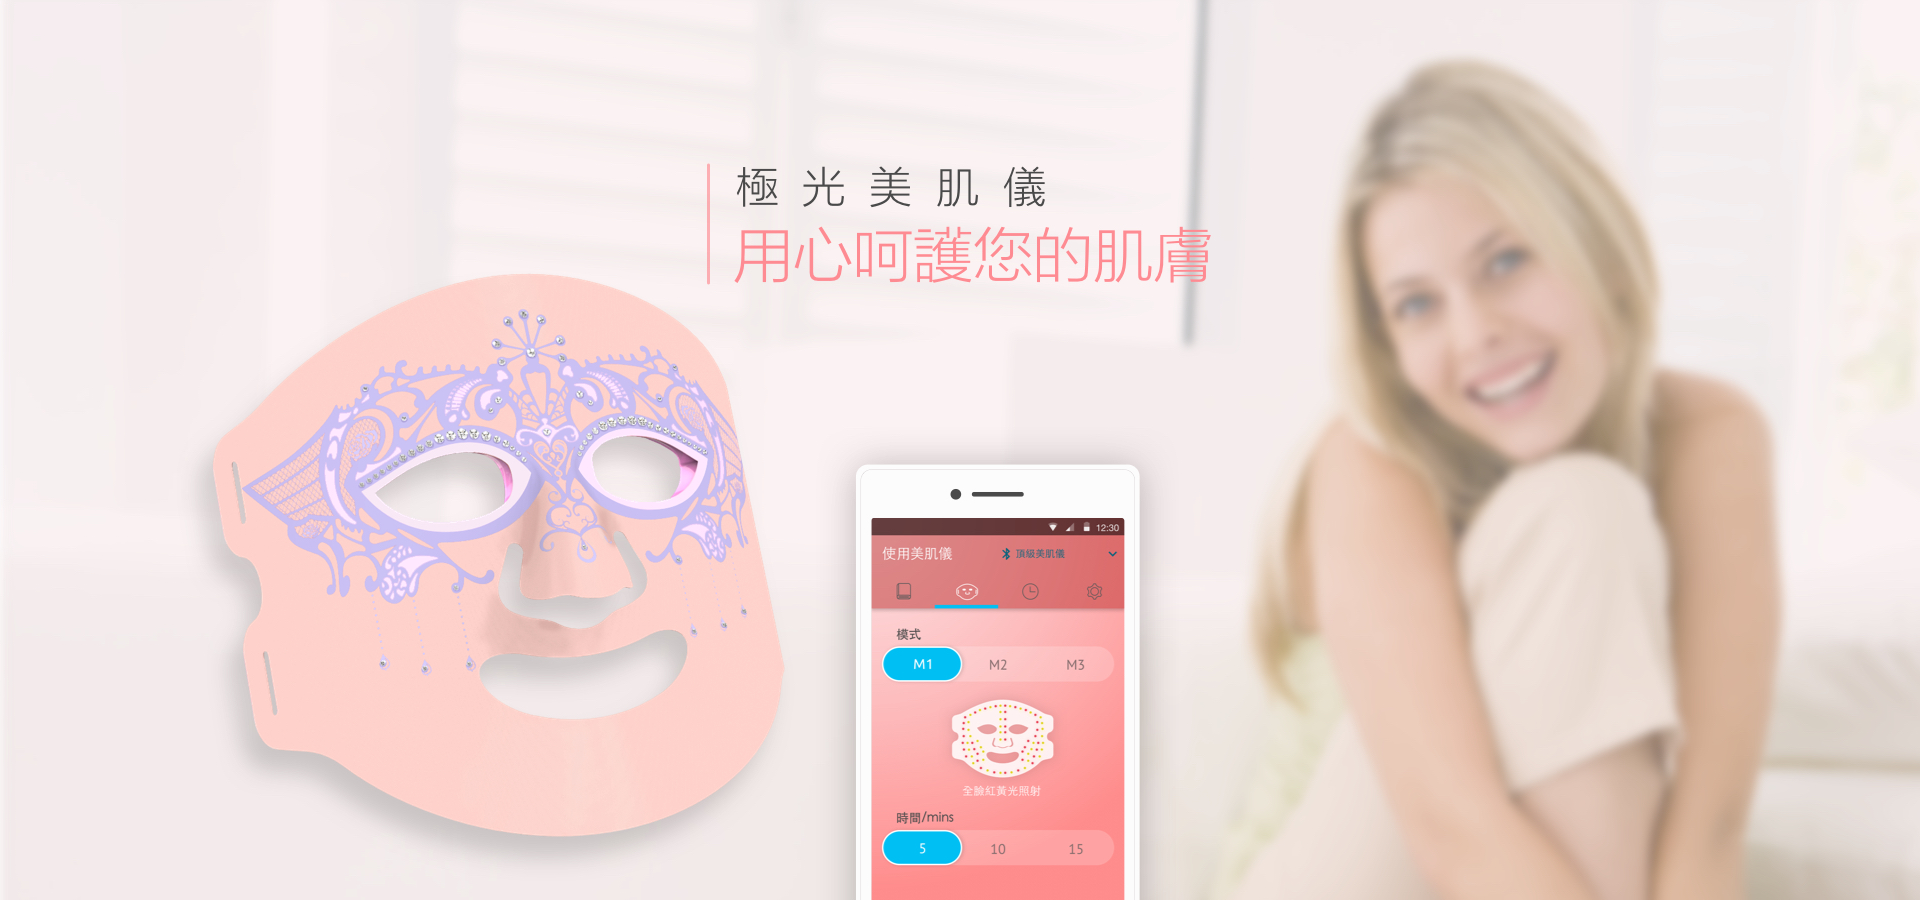 極光美肌儀
用心呵護您的肌膚
12:30
使用美肌儀 頂級美肌儀
模式
M1 M2 M3
全臉紅黃光照射
時間/mins
5 10 15